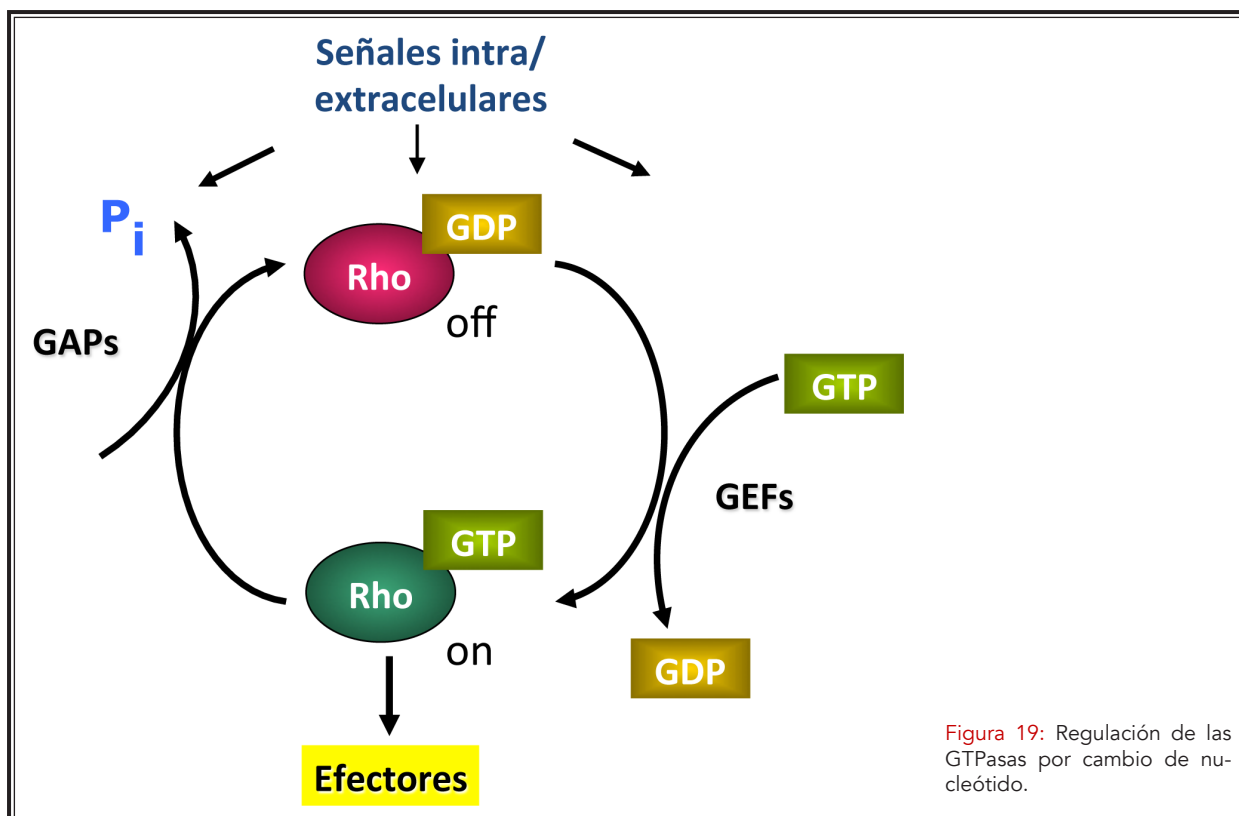 Señales intra/
extracelulares
Pi
GDP
Rho
off
GAPs
GTP
GEFs
GTP
Rho
on
GDP
Efectores
Figura 19: Regulación de las
GTPasas por cambio de nu-
cleótido.